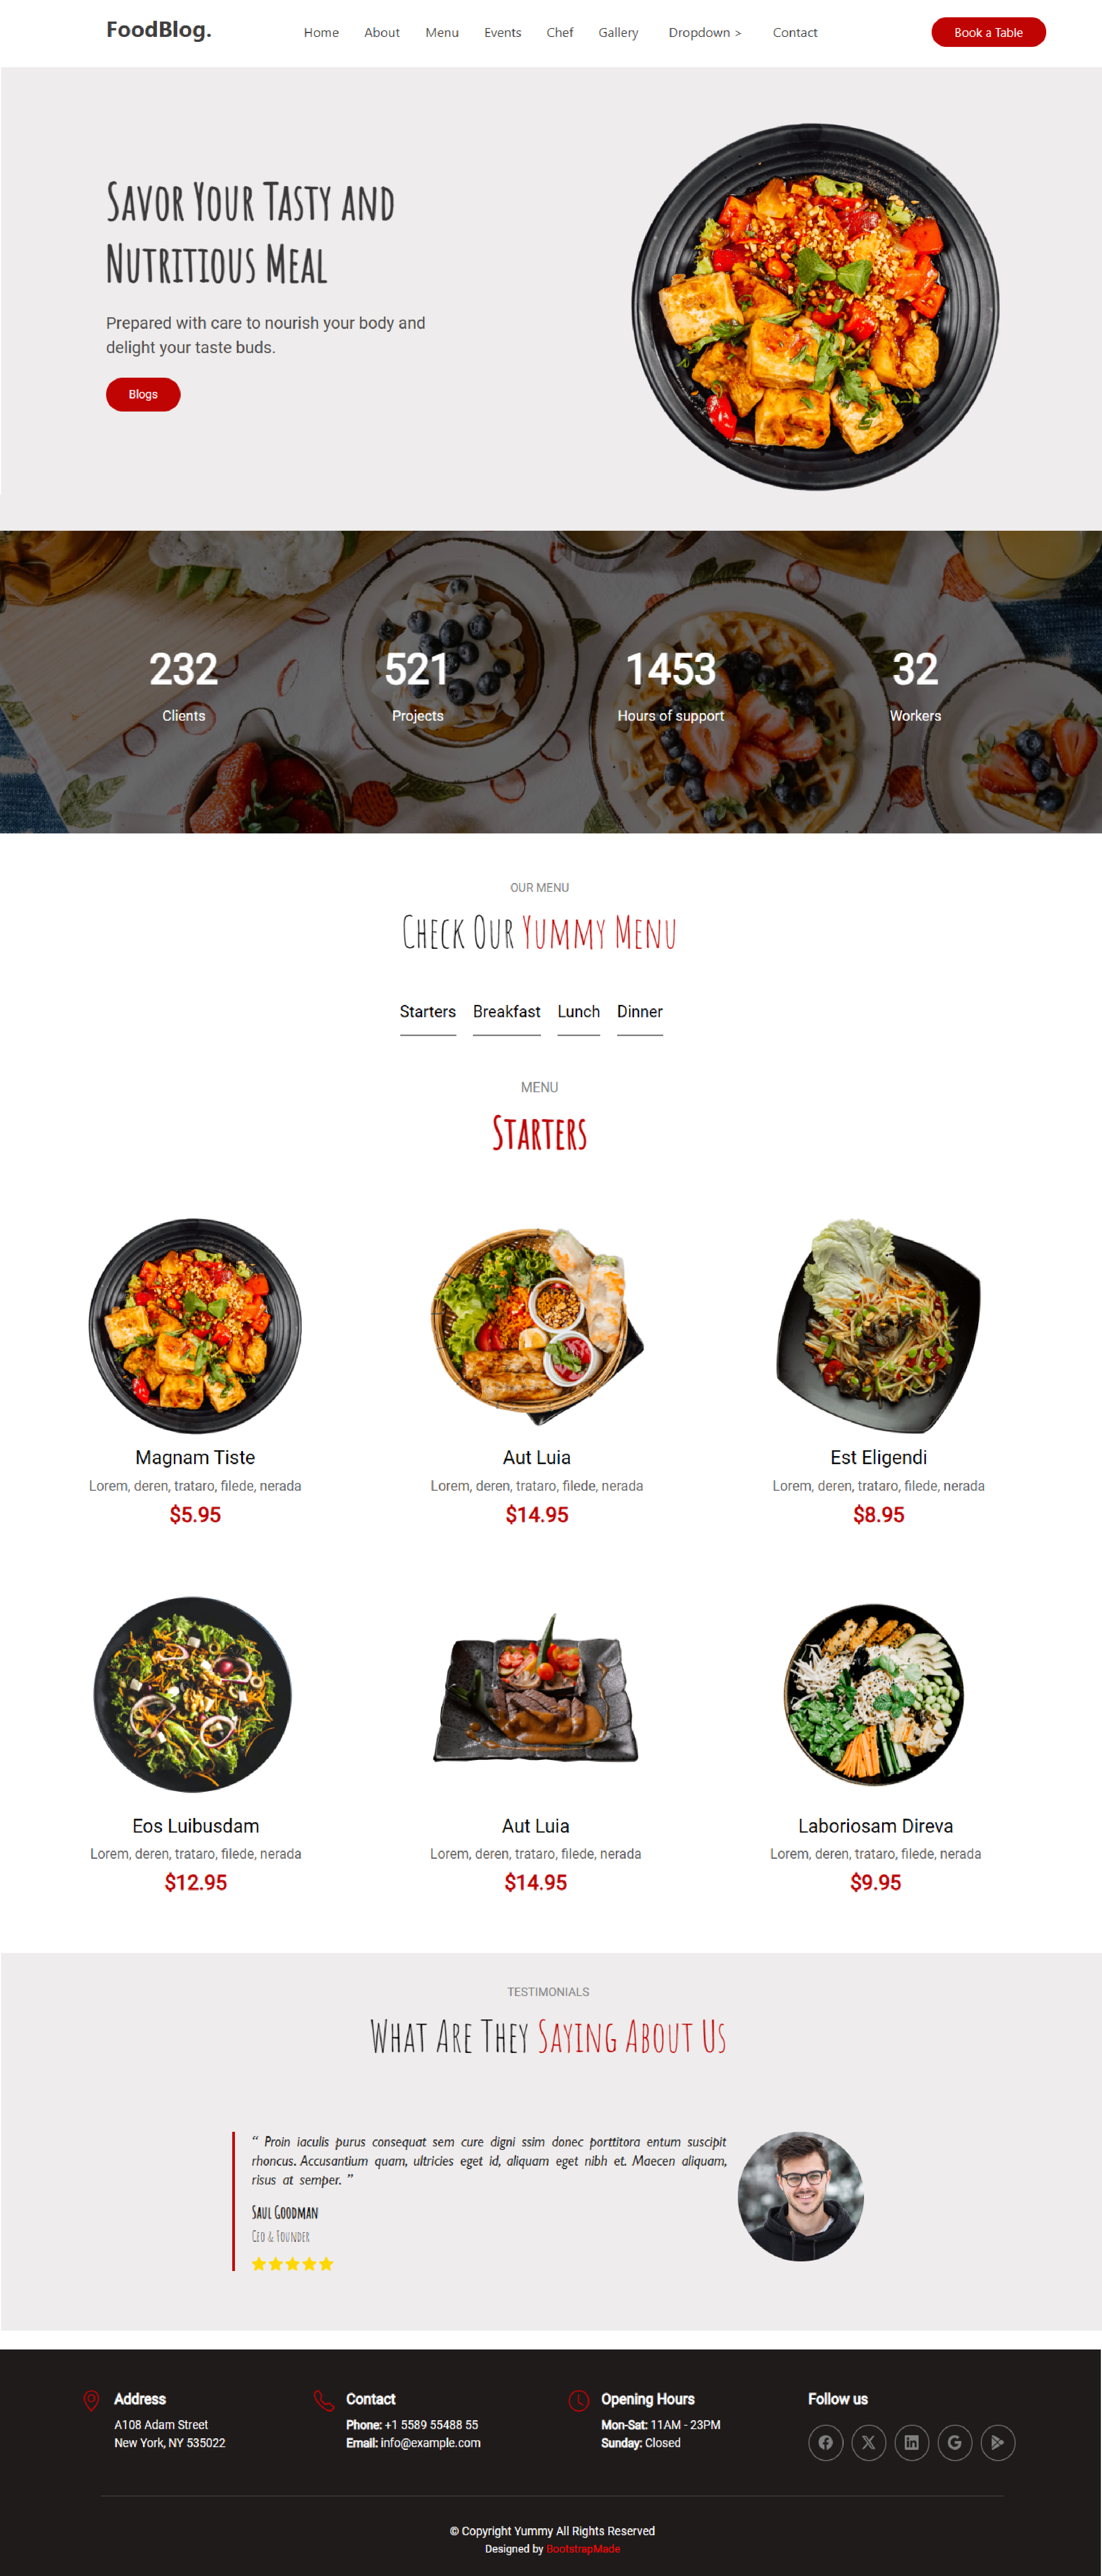 FoodBlog.
Home About Menu Events Chef Gallery Dropdown > Contact
Book a Table
Savor Your Tasty and
Nutritious Meal
Prepared with care to nourish your body and
delight your taste buds.
Blogs
232 521 1453 32
Clients Projects Hours of support Workers
OUR MENU
Check Our Yummy Menu
Starters Breakfast Lunch Dinner
MENU
Starters
Magnam Tiste Aut Luia Est Eligendi
Lorem, deren, trataro, filede, nerada Lorem, deren, trataro, filede, nerada Lorem, deren, trataro, filede, nerada
$5.95 $14.95 $8.95
Eos Luibusdam Aut Luia Laboriosam Direva
Lorem, deren, trataro, filede, nerada Lorem, deren, trataro, filede, nerada Lorem, deren, trataro, filede, nerada
$12.95 $14.95 $9.95
TESTIMONIALS
What Are They Saying About Us
“ Proin iaculis purus consequat sem cure digni ssim donec porttitora entum suscipit
rhoncus. Accusantium quam, ultricies eget id, aliquam eget nibh et. Maecen aliquam,
risus at semper. ”
Saul Goodman
Ceo & Founder
Address
A108 Adam Street
New York, NY 535022
Contact
Phone: +1 5589 55488 55
Email: info@example.com
Opening Hours
Mon-Sat: 11AM - 23PM
Sunday: Closed
Follow us
© Copyright Yummy All Rights Reserved
Designed by BootstrapMade